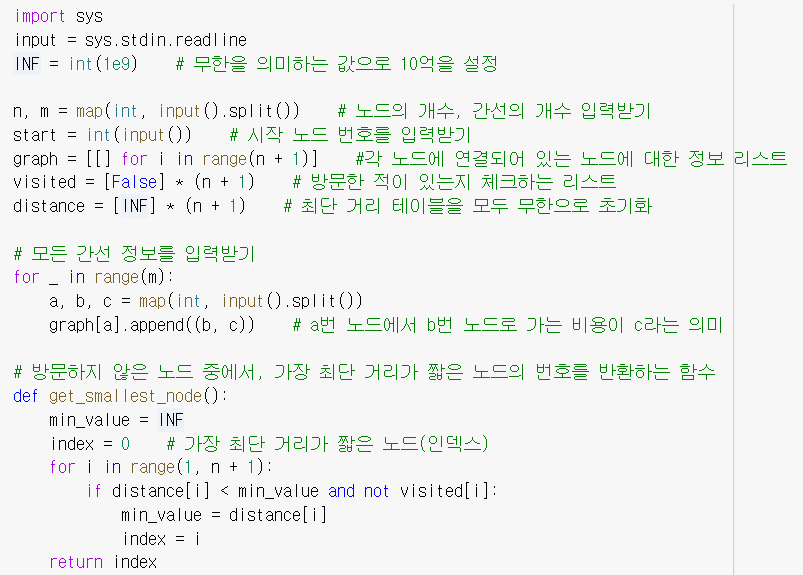 import sys
input = sys.stdin.readline
INF = int(1e9)    # 무한을 의미하는 값으로 10억을 설정

n, m = map(int, input().split())    # 노드의 개수, 간선의 개수 입력받기
start = int(input())    # 시작 노드 번호를 입력받기
graph = [[] for i in range(n + 1)]    #각 노드에 연결되어 있는 노드에 대한 정보 리스트
visited = [False] * (n + 1)    # 방문한 적이 있는지 체크하는 리스트
distance = [INF] * (n + 1)    # 최단 거리 테이블을 모두 무한으로 초기화

# 모든 간선 정보를 입력받기
for _ in range(m):
    a, b, c = map(int, input().split())
    graph[a].append((b, c))    # a번 노드에서 b번 노드로 가는 비용이 c라는 의미

# 방문하지 않은 노드 중에서, 가장 최단 거리가 짧은 노드의 번호를 반환하는 함수
def get_smallest_node():
    min_value = INF
    index = 0    # 가장 최단 거리가 짧은 노드(인덱스)
    for i in range(1, n + 1):
        if distance[i] < min_value and not visited[i]:
            min_value = distance[i]
            index = i
    return index